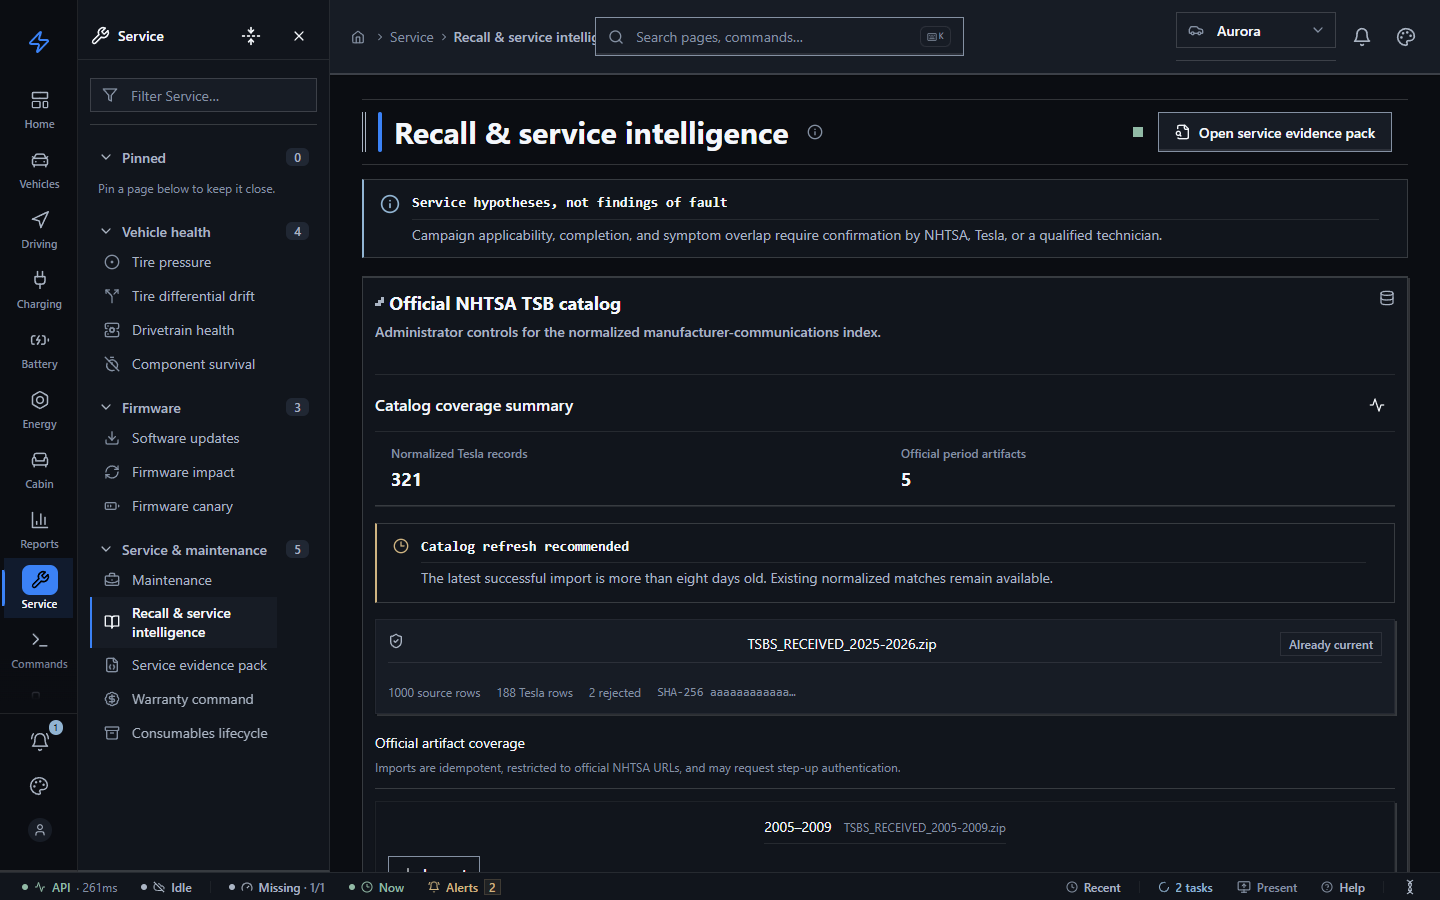 Home
Vehicles
Driving
Charging
Battery
Energy
Cabin
Reports
Service
Commands
1
Service
Filter Service...
Pinned 0
Pin a page below to keep it close.
Vehicle health 4
Tire pressure
Tire differential drift
Drivetrain health
Component survival
Firmware 3
Software updates
Firmware impact
Firmware canary
Service & maintenance 5
Maintenance
Recall & service
intelligence
Service evidence pack
Warranty command
Consumables lifecycle
Service
Recall & service intellig
Search pages, commands...
K
Aurora
Recall & service intelligence
Open service evidence pack
Service hypotheses, not findings of fault
Campaign applicability, completion, and symptom overlap require confirmation by NHTSA, Tesla, or a qualified technician.
Official NHTSA TSB catalog
Administrator controls for the normalized manufacturer-communications index.
Catalog coverage summary
Normalized Tesla records
321
Official period artifacts
5
Catalog refresh recommended
The latest successful import is more than eight days old. Existing normalized matches remain available.
TSBS_RECEIVED_2025-2026.zip
Already current
1000 source rows 188 Tesla rows 2 rejected SHA-256 aaaaaaaaaaaa…
Official artifact coverage
Imports are idempotent, restricted to official NHTSA URLs, and may request step-up authentication.
2005–2009 TSBS_RECEIVED_2005-2009.zip
API · 261ms
Idle
Missing · 1/1
Now
Alerts 2
Recent
2 tasks
Present
Help